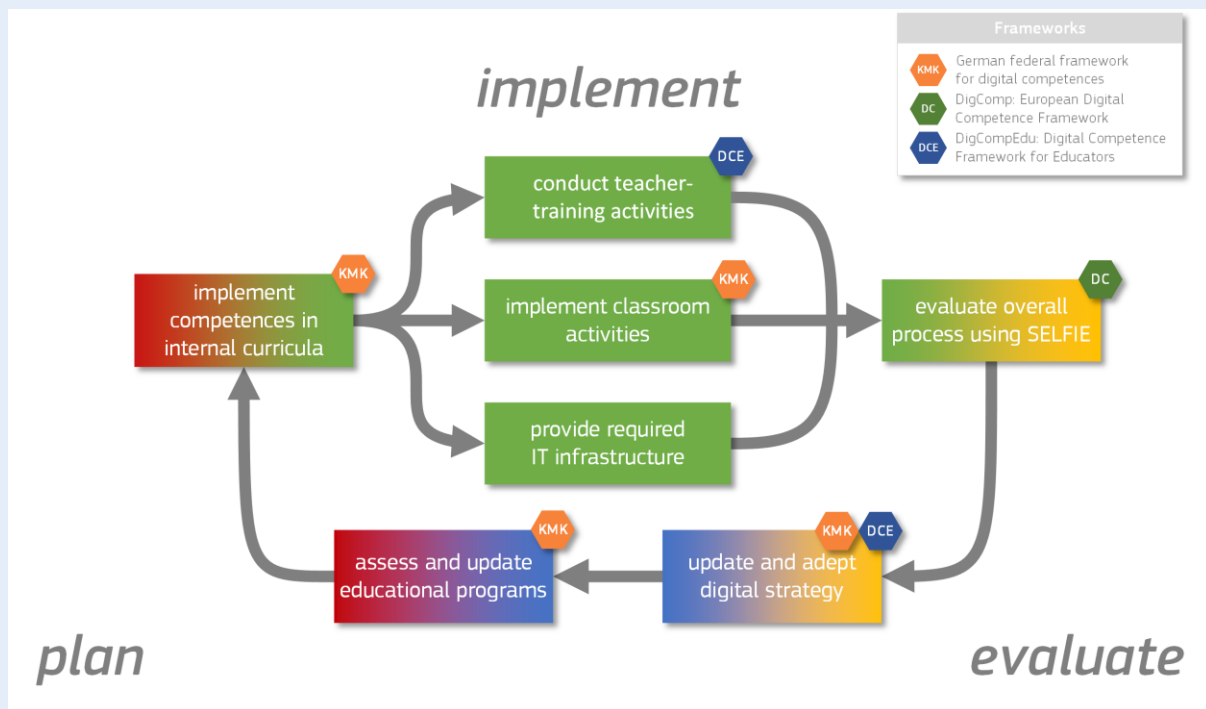 Frameworks
KMK
German federal framework
for digital competences
DC
DigComp: European Digital
Competence Framework
DCE
DigCompEdu: Digital Competence
Framework for Educators
implement
DCE
conduct teacher-
training activities
KMK
implement
competences in
internal curricula
KMK
implement classroom
activities
DC
evaluate overall
process using SELFIE
provide required
IT infrastructure
KMK
assess and update
educational programs
KMK
DCE
update and adept
digital strategy
plan
evaluate